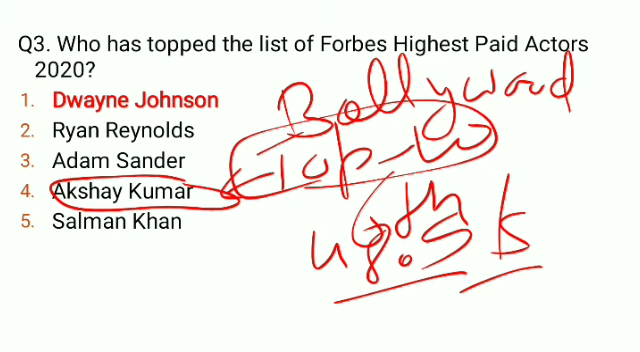 Q3. Who has topped the list of Forbes Highest Paid Actors
2020?
1. Dwayne Johnson
2. Ryan Reynolds
3. Adam Sander
4. Akshay Kumar
5. Salman Khan
Bollywood
Top-10
6th
48.5